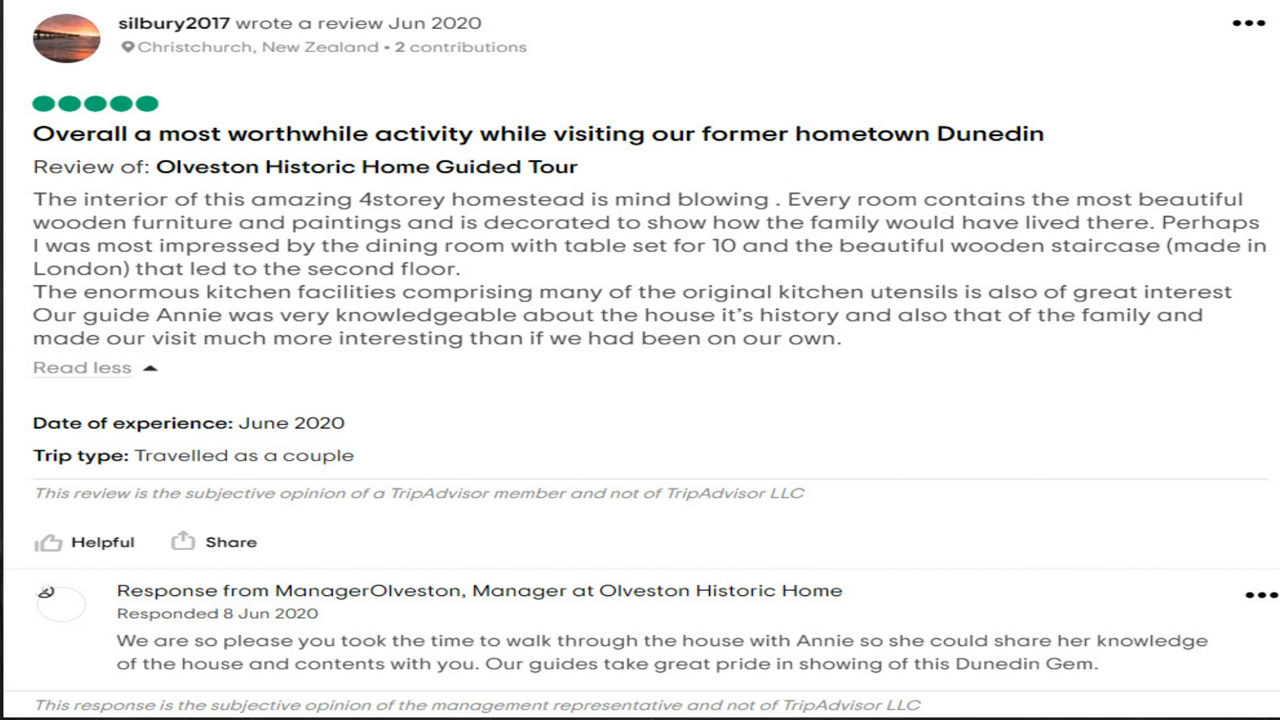 silbury2017 wrote a review Jun 2020
Christchurch, New Zealand • 2 contributions
Overall a most worthwhile activity while visiting our former hometown Dunedin
Review of: Olveston Historic Home Guided Tour
The interior of this amazing 4storey homestead is mind blowing . Every room contains the most beautiful
wooden furniture and paintings and is decorated to show how the family would have lived there. Perhaps
I was most impressed by the dining room with table set for 10 and the beautiful wooden staircase (made in
London) that led to the second floor.
The enormous kitchen facilities comprising many of the original kitchen utensils is also of great interest
Our guide Annie was very knowledgeable about the house it's history and also that of the family and
made our visit much more interesting than if we had been on our own.
Read less
Date of experience: June 2020
Trip type: Travelled as a couple
This review is the subjective opinion of a TripAdvisor member and not of TripAdvisor LLC
Helpful Share
Response from ManagerOlveston, Manager at Olveston Historic Home
Responded 8 Jun 2020
We are so please you took the time to walk through the house with Annie so she could share her knowledge
of the house and contents with you. Our guides take great pride in showing of this Dunedin Gem.
This response is the subjective opinion of the management representative and not of TripAdvisor LLC